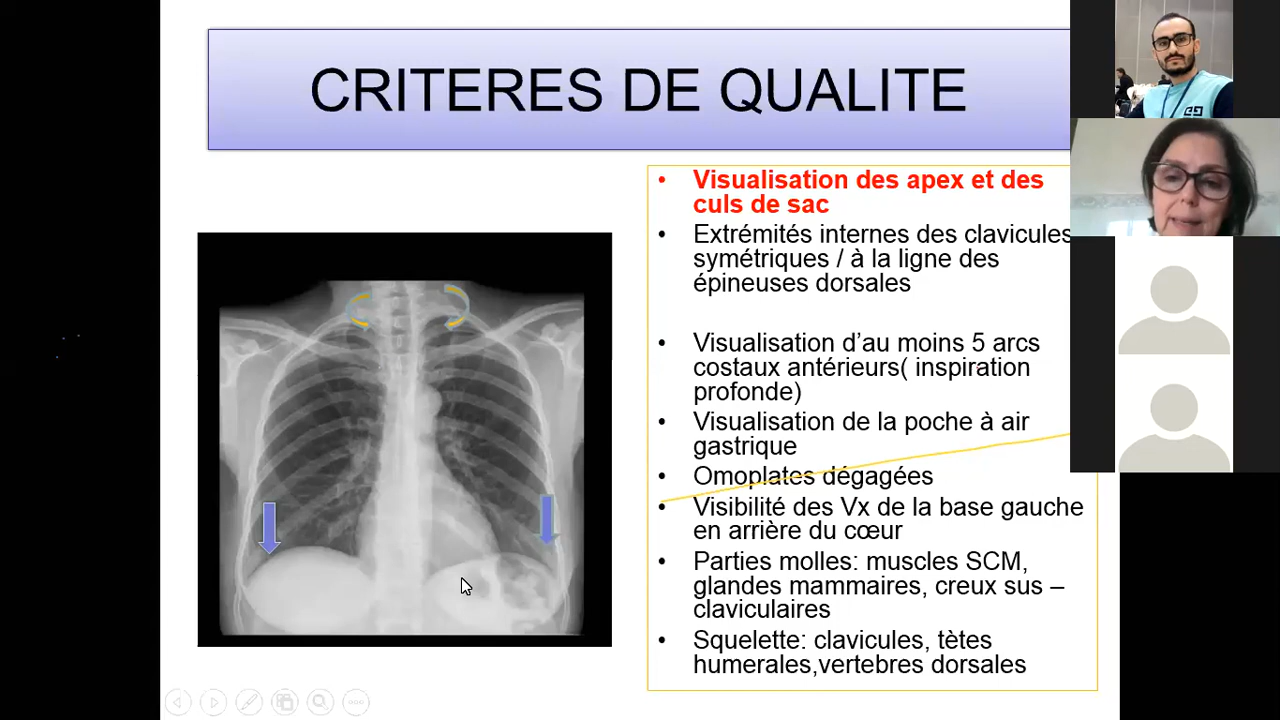 CRITERES DE QUALITE
• Visualisation des apex et des
culs de sac
• Extrémités internes des clavicules
symétriques / à la ligne des
épineuses dorsales
• Visualisation d’au moins 5 arcs
costaux antérieurs( inspiration
profonde)
• Visualisation de la poche à air
gastrique
• Omoplates dégagées
• Visibilité des Vx de la base gauche
en arrière du cœur
• Parties molles: muscles SCM,
glandes mammaires, creux sus –
claviculaires
• Squelette: clavicules, tètes
humerales,vertebres dorsales